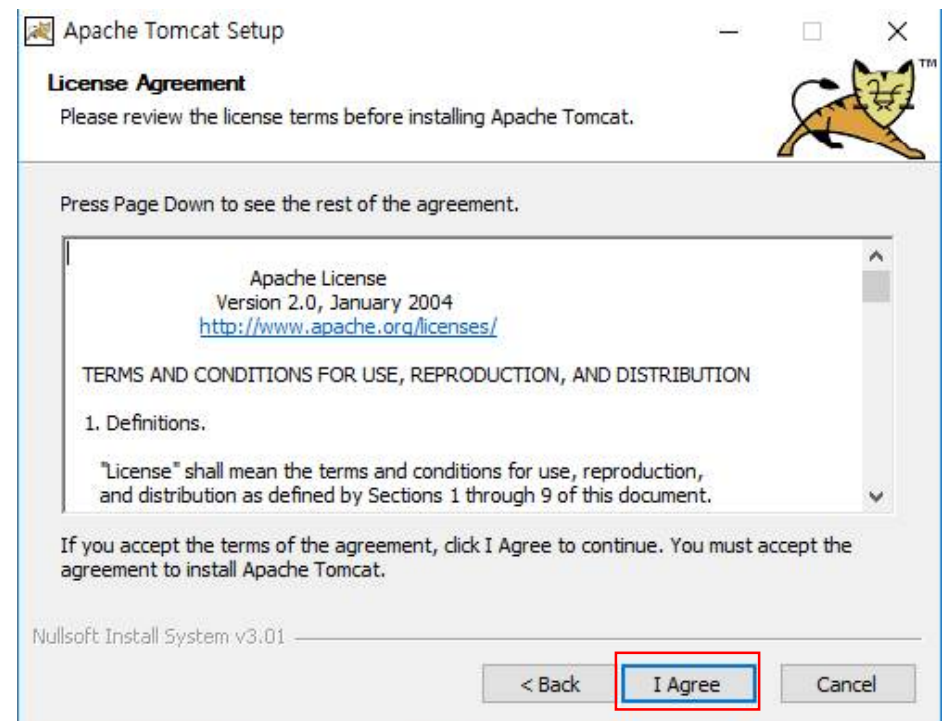 Apache Tomcat Setup
License Agreement
Please review the license terms before installing Apache Tomcat.
TM
Press Page Down to see the rest of the agreement.
Apache License
Version 2.0, January 2004
http://www.apache.org/licenses/
TERMS AND CONDITIONS FOR USE, REPRODUCTION, AND DISTRIBUTION
1. Definitions.
"License" shall mean the terms and conditions for use, reproduction,
and distribution as defined by Sections 1 through 9 of this document.
If you accept the terms of the agreement, click I Agree to continue. You must accept the
agreement to install Apache Tomcat.
Nullsoft Install System v3.01
< Back I Agree Cancel